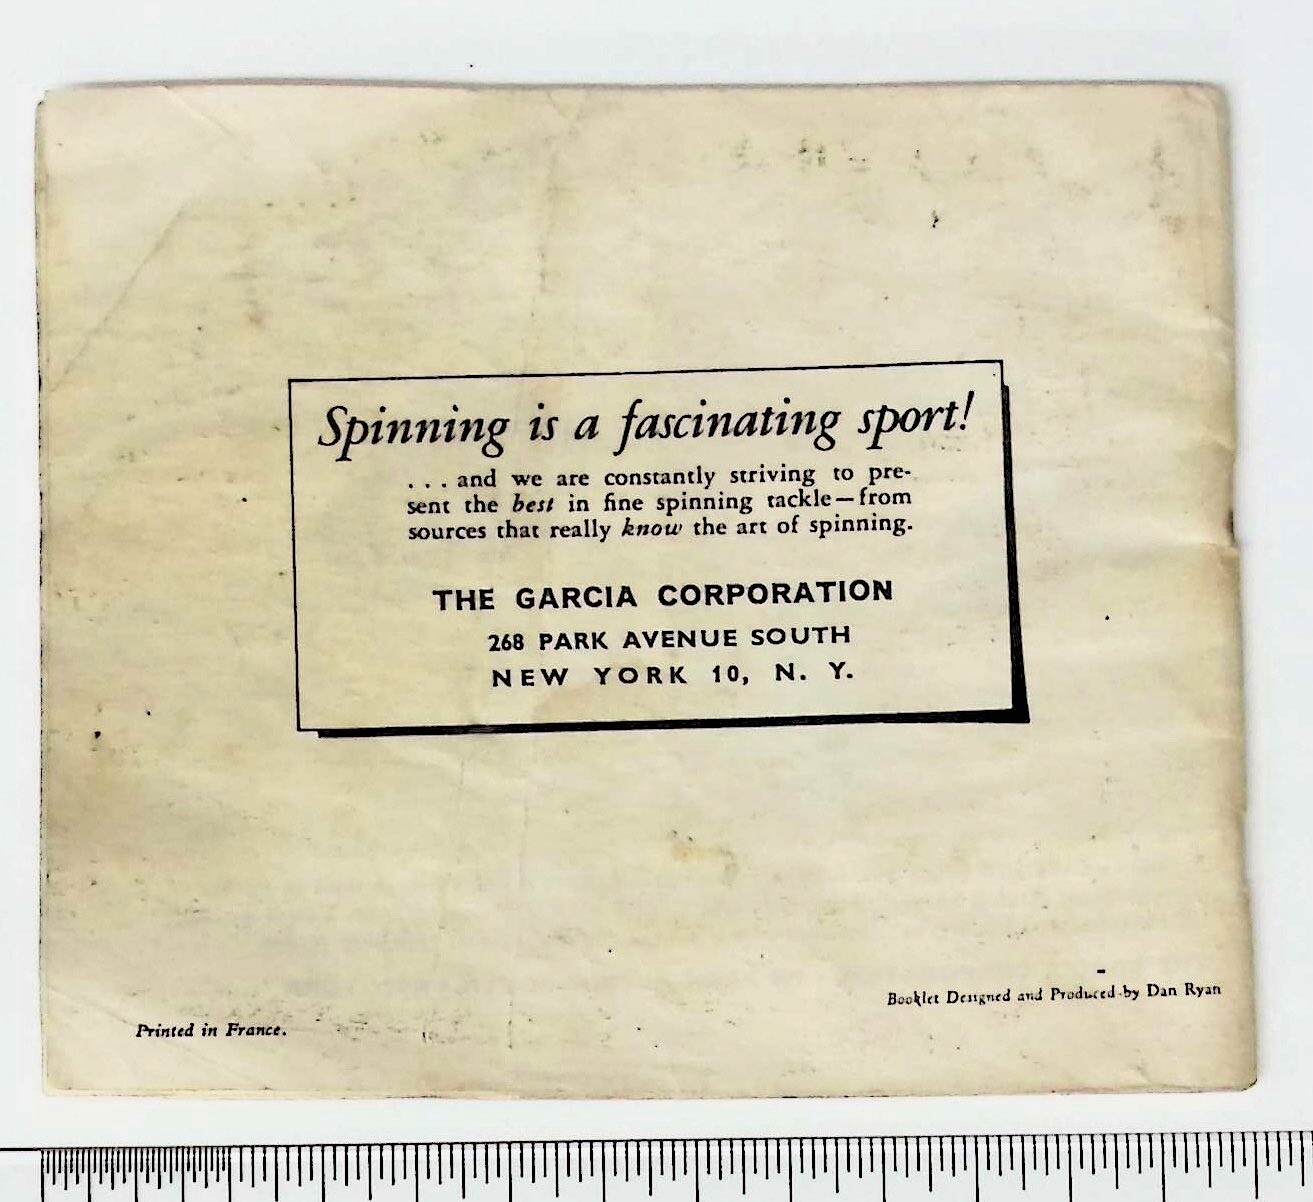 Spinning is a fascinating sport!
. . . and we are constantly striving to pre-
sent the best in fine spinning tackle—from
sources that really know the art of spinning.
THE GARCIA CORPORATION
268 PARK AVENUE SOUTH
NEW YORK 10, N. Y.
Booklet Designed and Produced by Dan Ryan
Printed in France.